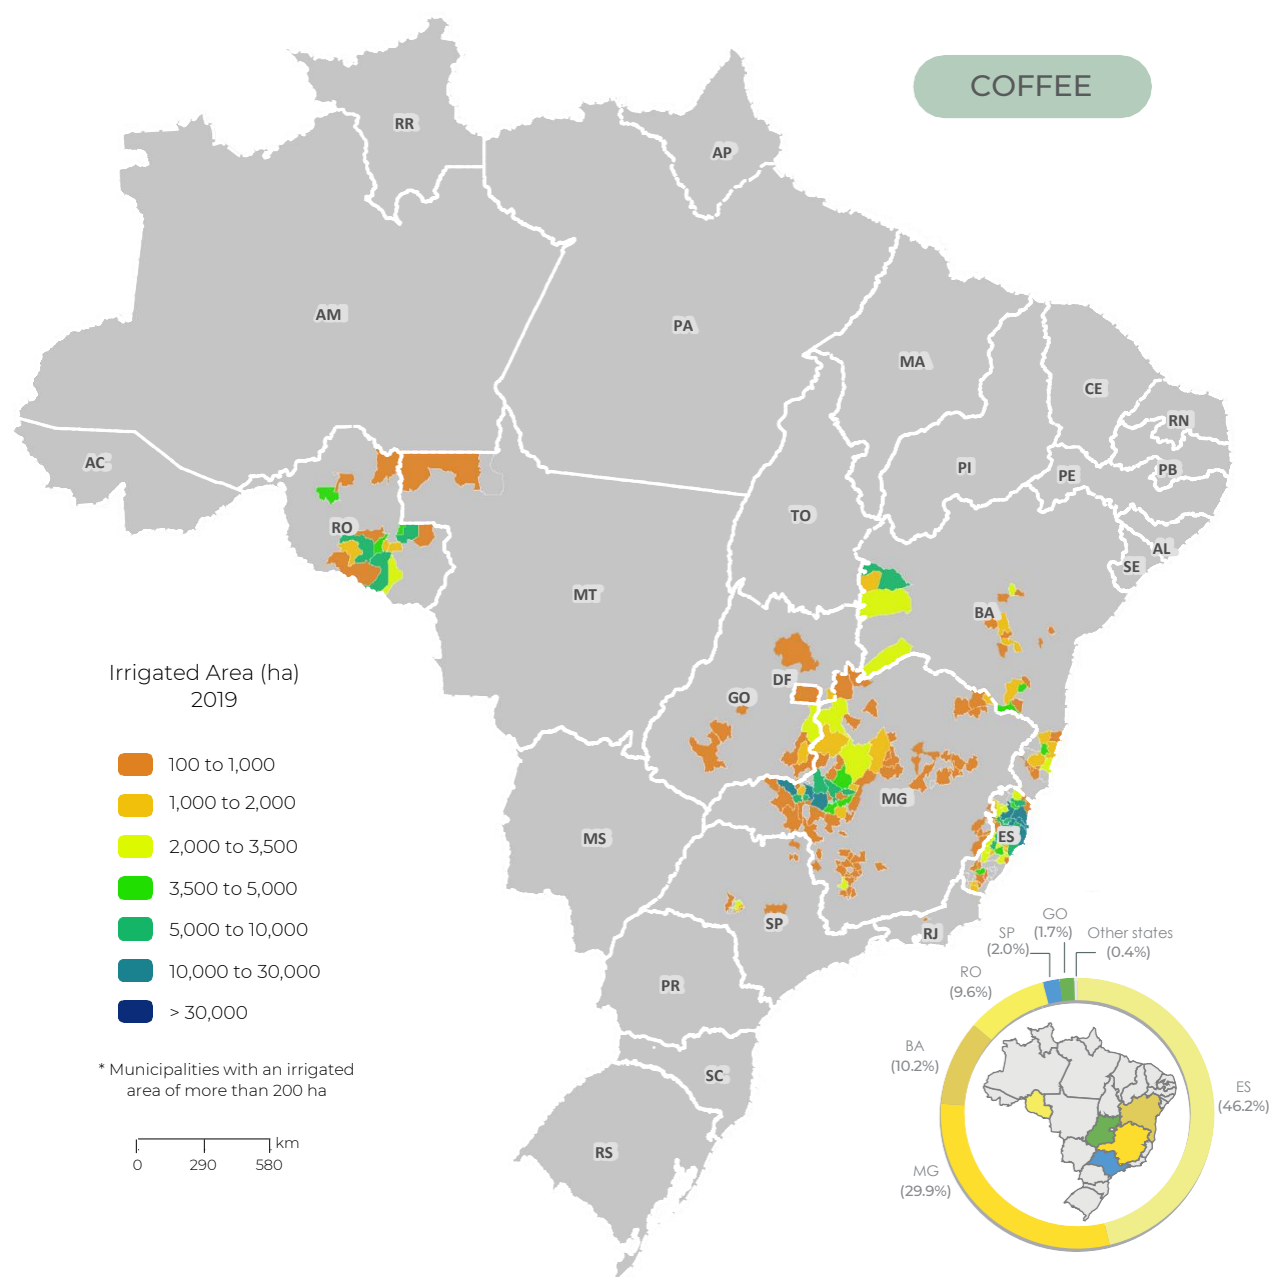 COFFEE
RR
AP
AM
PA
MA
CE
RN
PB
PI
PE
AC
RO
TO
AL
SE
MT
BA
DF
GO
Irrigated Area (ha)
2019
100 to 1,000
1,000 to 2,000
2,000 to 3,500
3,500 to 5,000
5,000 to 10,000
10,000 to 30,000
> 30,000
* Municipalities with an irrigated
area of more than 200 ha
km
0 290 580
MG
MS
ES
SP
RJ
PR
SC
RS
GO
(1.7%)
SP
(2.0%)
Other states
(0.4%)
RO
(9.6%)
BA
(10.2%)
ES
(46.2%)
MG
(29.9%)